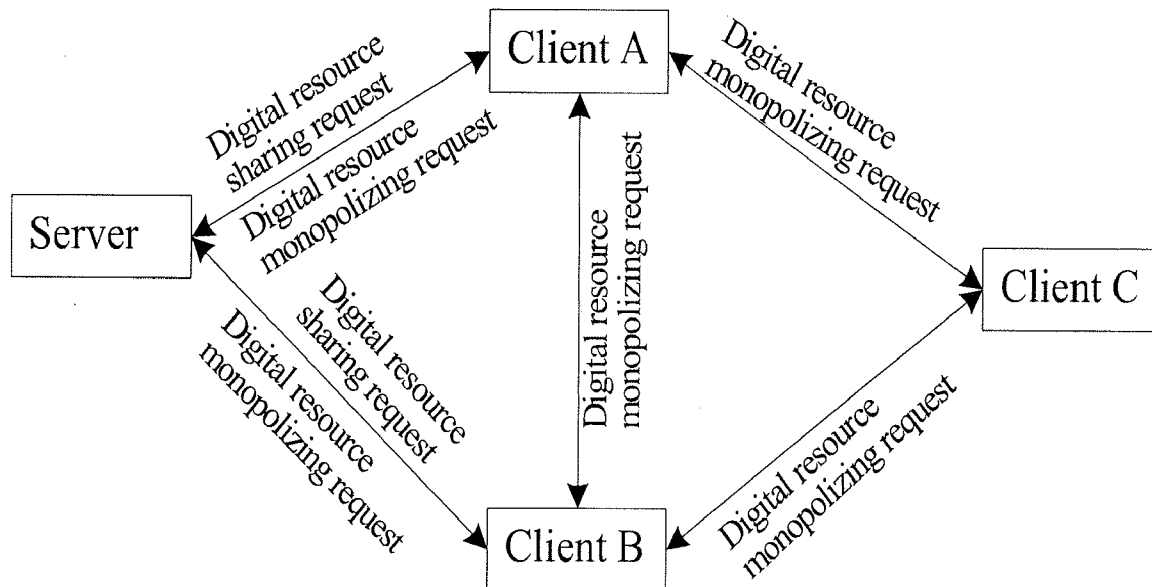 Client A
Digital resource
sharing request
Digital resource
monopolizing request
Digital resource
monopolizing request
Server
Digital resource
monopolizing request
Client C
Digital resource
sharing request
Digital resource
monopolizing request
Digital resource
monopolizing request
Client B